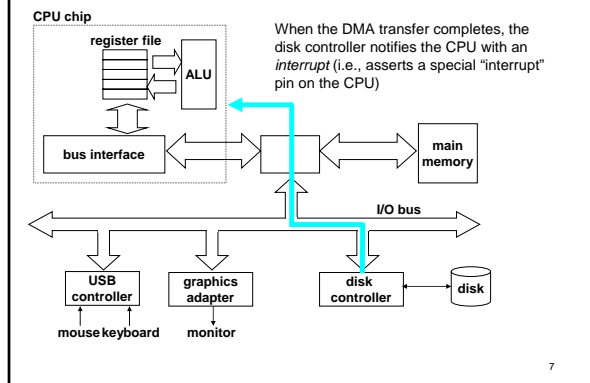 CPU chip
When the DMA transfer completes, the
disk controller notifies the CPU with an
interrupt (i.e., asserts a special “interrupt”
pin on the CPU)
register file
ALU
bus interface
main
memory
I/O bus
USB
controller
graphics
adapter
disk
controller
disk
mouse keyboard
monitor
7